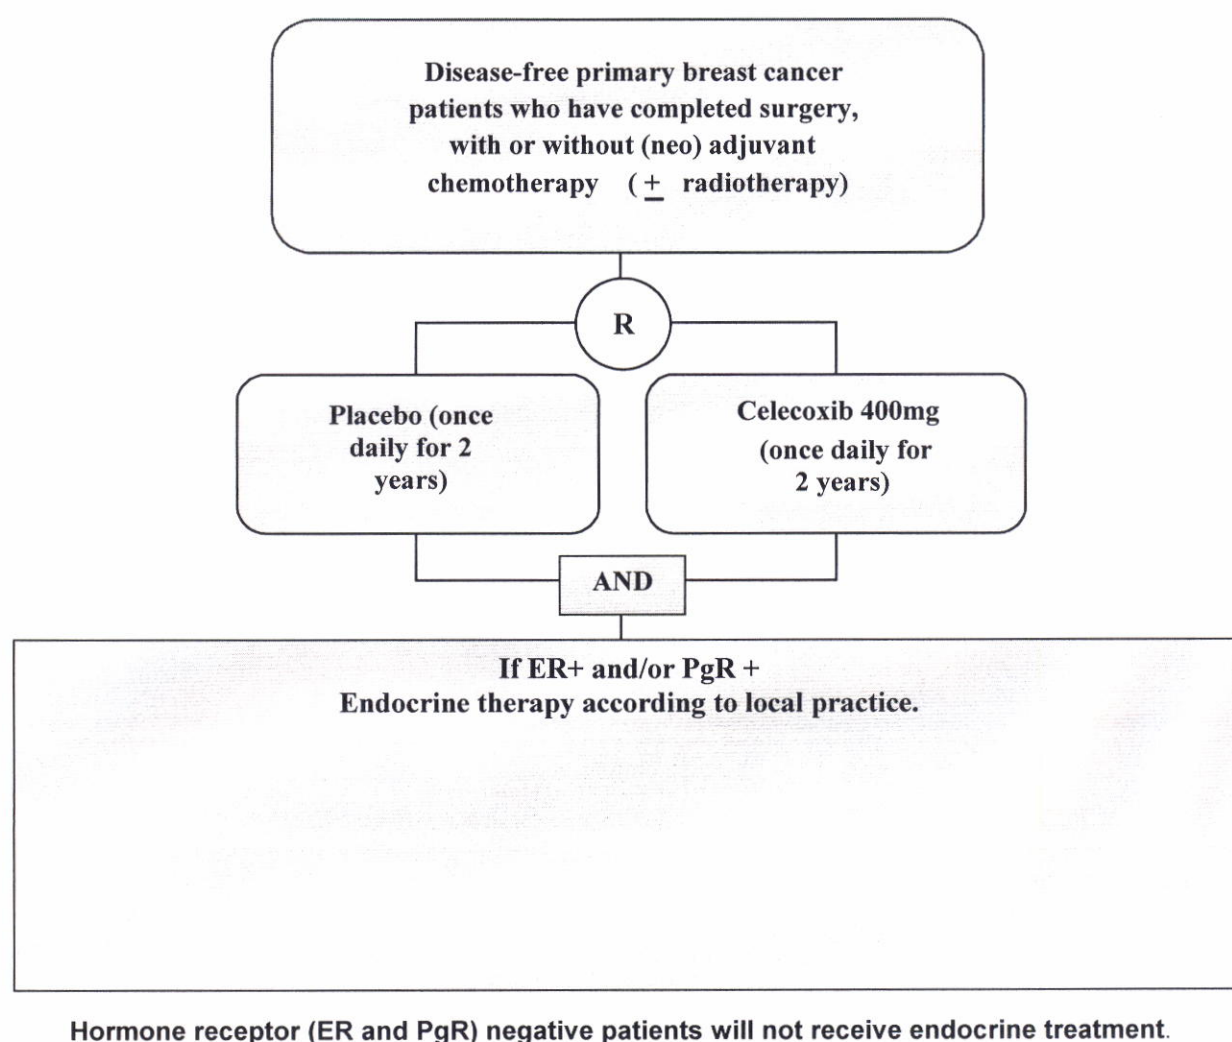 Disease-free primary breast cancer
patients who have completed surgery,
with or without (neo) adjuvant
chemotherapy ( + radiotherapy)
R
Placebo (once
daily for 2
years)
Celecoxib 400mg
(once daily for
2 years)
AND
If ER+ and/or PgR +
Endocrine therapy according to local practice.
Hormone receptor (ER and PgR) negative patients will not receive endocrine treatment.